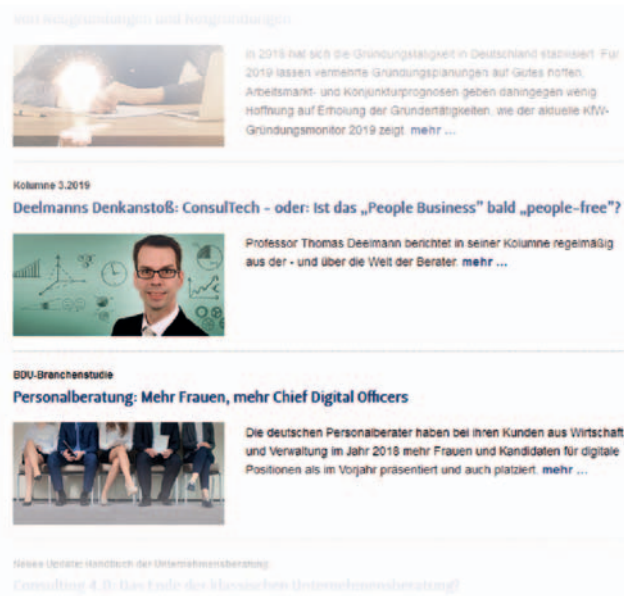 von Neugründungen und Notgründungen
In 2018 hat sich die Gründungstätigkeit in Deutschland stabilisiert. Für
2019 lassen vermehrte Gründungsplanungen auf Gutes hoffen,
Arbeitsmarkt- und Konjunkturprognosen geben dahingegen wenig
Hoffnung auf Erholung der Gründertätigkeiten, wie der aktuelle KfW-
Gründungsmonitor 2019 zeigt. mehr ...
Kolumne 3.2019
Deelmanns Denkanstoß: ConsulTech – oder: Ist das „People Business” bald „people-free”?
Professor Thomas Deelmann berichtet in seiner Kolumne regelmäßig
aus der - und über die Welt der Berater. mehr ...
BDU-Branchenstudie
Personalberatung: Mehr Frauen, mehr Chief Digital Officers
Die deutschen Personalberater haben bei ihren Kunden aus Wirtschaft
und Verwaltung im Jahr 2018 mehr Frauen und Kandidaten für digitale
Positionen als im Vorjahr präsentiert und auch platziert. mehr ...
Neues Update: Handbuch der Unternehmensberatung
Consulting 4.0: Das Ende der klassischen Unternehmensberatung?